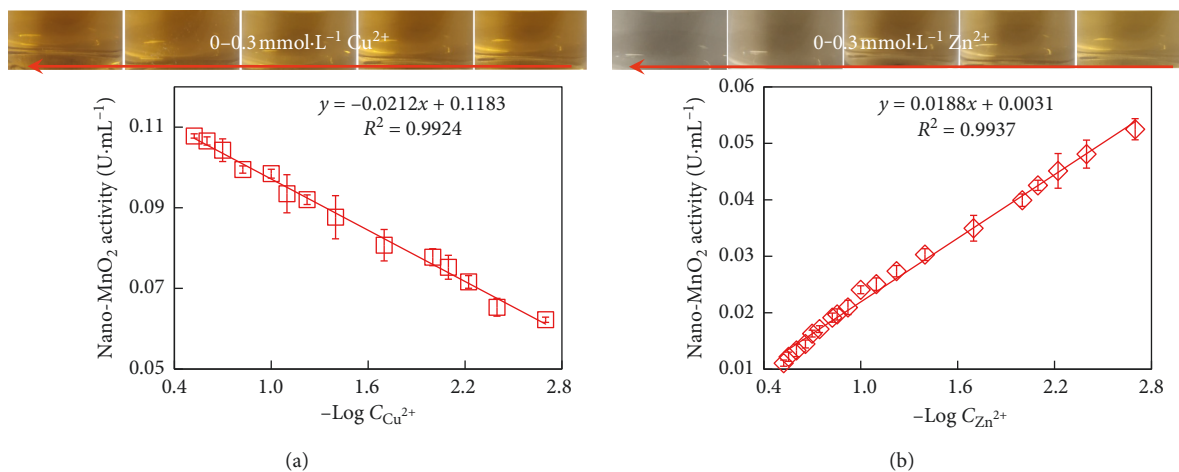 0–0.3 mmol·L⁻¹ Cu²⁺
y = −0.0212x + 0.1183
R² = 0.9924
Nano-MnO₂ activity (U·mL⁻¹)
0.11
0.09
0.07
0.05
0.4 1.0 1.6 2.2 2.8
−Log C_Cu²⁺
(a)
0–0.3 mmol·L⁻¹ Zn²⁺
y = 0.0188x + 0.0031
R² = 0.9937
Nano-MnO₂ activity (U·mL⁻¹)
0.06
0.05
0.04
0.03
0.02
0.01
0.4 1.0 1.6 2.2 2.8
−Log C_Zn²⁺
(b)